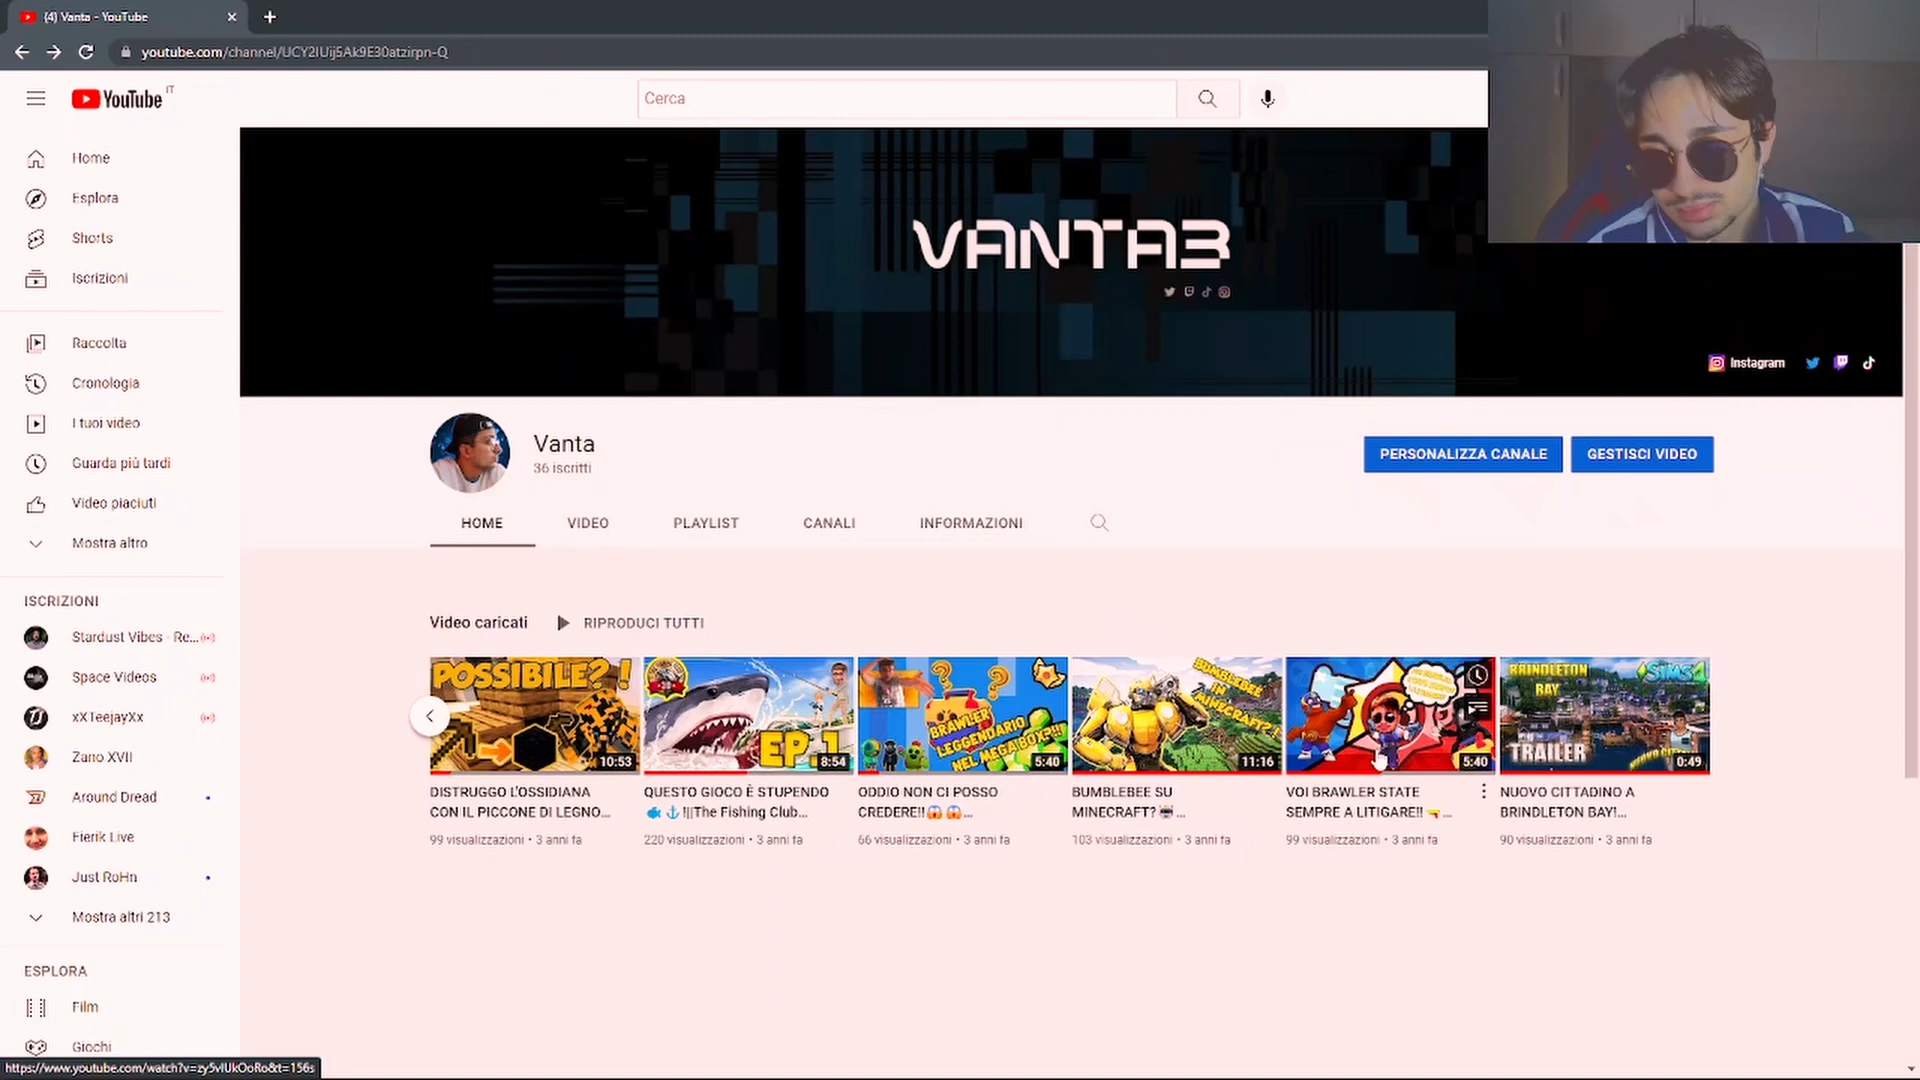 (4) Vanta - YouTube
youtube.com/channel/UCY2IUij5Ak9E30atzirpn-Q
YouTube IT
Cerca
Home
Esplora
Shorts
Iscrizioni
Raccolta
Cronologia
I tuoi video
Guarda più tardi
Video piaciuti
Mostra altro
ISCRIZIONI
Stardust Vibes - Re...
Space Videos
xXTeejayXx
Zano XVII
Around Dread
Fierik Live
Just RoHn
Mostra altri 213
ESPLORA
Film
Giochi
VANTA3
Instagram
Vanta
36 iscritti
PERSONALIZZA CANALE
GESTISCI VIDEO
HOME
VIDEO
PLAYLIST
CANALI
INFORMAZIONI
Video caricati
RIPRODUCI TUTTI
POSSIBILE?!
10:53
DISTRUGGO L'OSSIDIANA
CON IL PICCONE DI LEGNO...
99 visualizzazioni • 3 anni fa
EP.1
8:54
QUESTO GIOCO È STUPENDO
🐟⚓!||The Fishing Club...
220 visualizzazioni • 3 anni fa
BRAWLER
LEGGENDARIO
NEL MEGA BOX?!!
5:40
ODDIO NON CI POSSO
CREDERE!!😱😱...
66 visualizzazioni • 3 anni fa
BUMBLEBEE
IN
MINECRAFT?!
11:16
BUMBLEBEE SU
MINECRAFT? ...
103 visualizzazioni • 3 anni fa
5:40
VOI BRAWLER STATE
SEMPRE A LITIGARE!! 🔫...
99 visualizzazioni • 3 anni fa
BRINDLETON
BAY
SIMS4
TRAILER
0:49
NUOVO CITTADINO A
BRINDLETON BAY!...
90 visualizzazioni • 3 anni fa
https://www.youtube.com/watch?v=zy5vIUkOoRo&t=156s